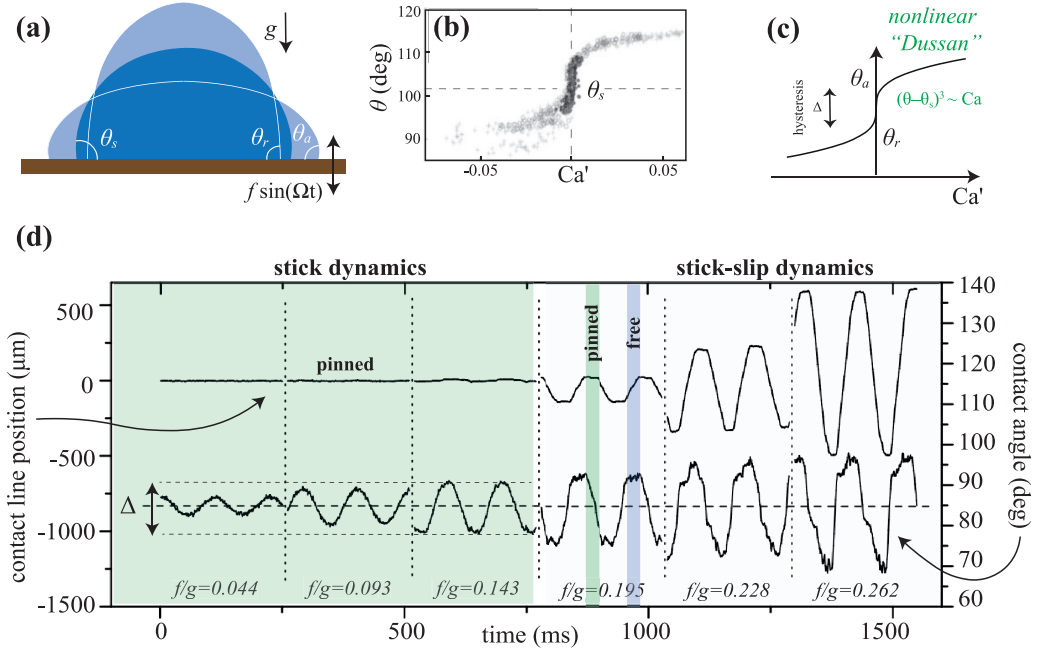 (a)
g
θs
θr
θa
f sin(Ωt)
(b)
120
110
100
90
θ (deg)
θs
-0.05
0.05
Ca'
(c)
nonlinear
“Dussan”
θa
hysteresis
Δ
(θ–θs)³ ~ Ca
θr
Ca'
(d)
stick dynamics
stick-slip dynamics
500
0
-500
-1000
-1500
contact line position (μm)
pinned
pinned
free
Δ
f/g=0.044
f/g=0.093
f/g=0.143
f/g=0.195
f/g=0.228
f/g=0.262
140
130
120
110
100
90
80
70
60
contact angle (deg)
0
500
1000
1500
time (ms)